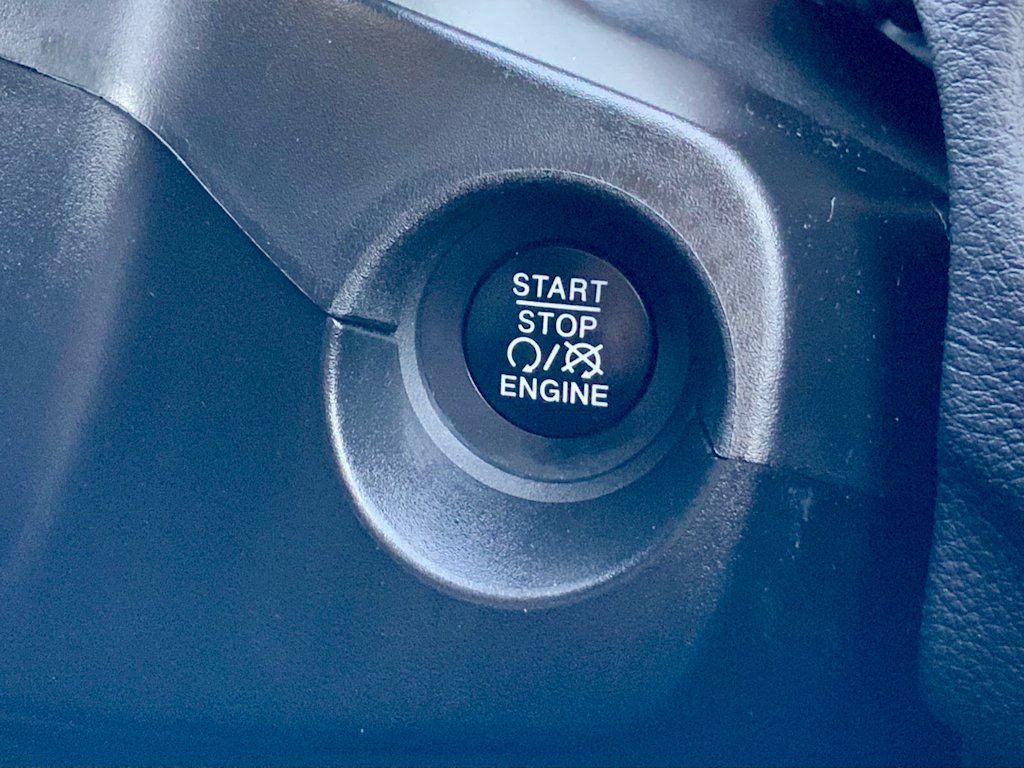 START
STOP
/
ENGINE